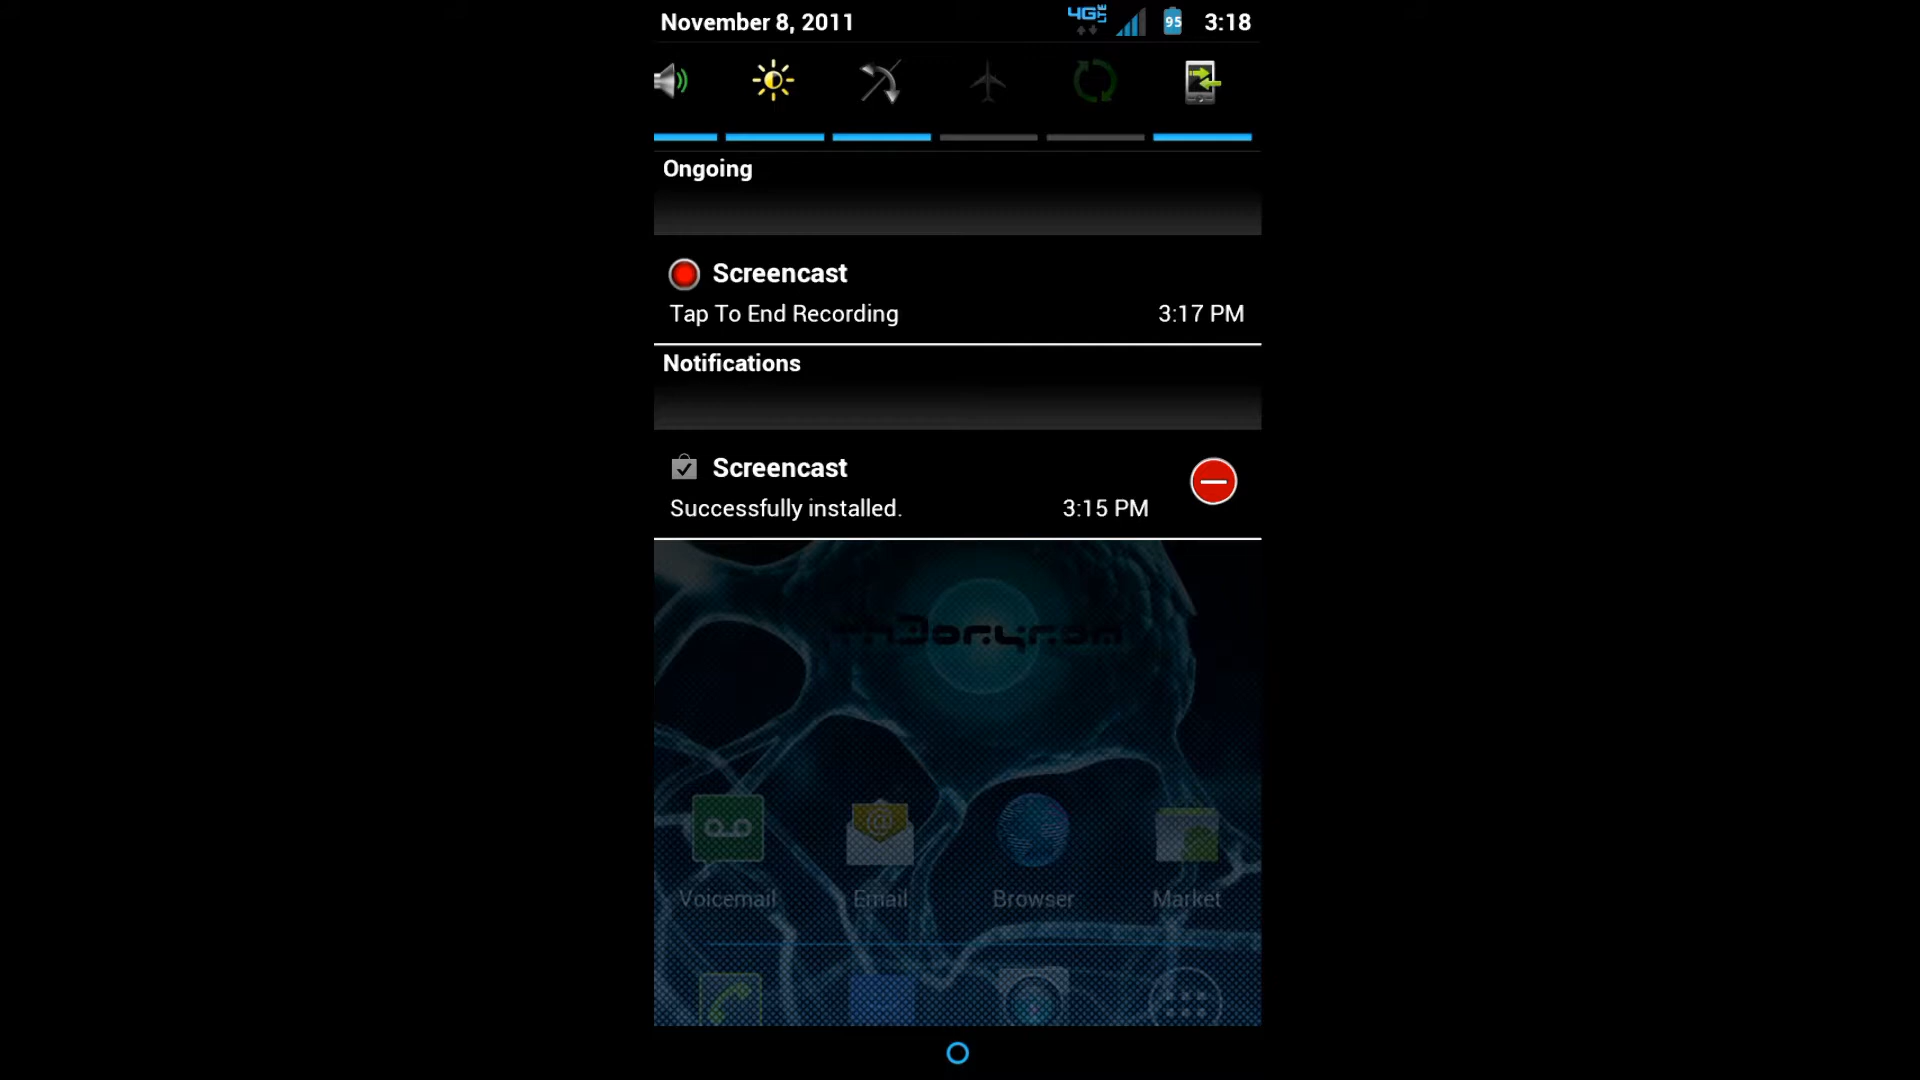 November 8, 2011 4G LTE 95 3:18
Ongoing
Screencast
Tap To End Recording 3:17 PM
Notifications
Screencast
Successfully installed. 3:15 PM
Voicemail Email Browser Market